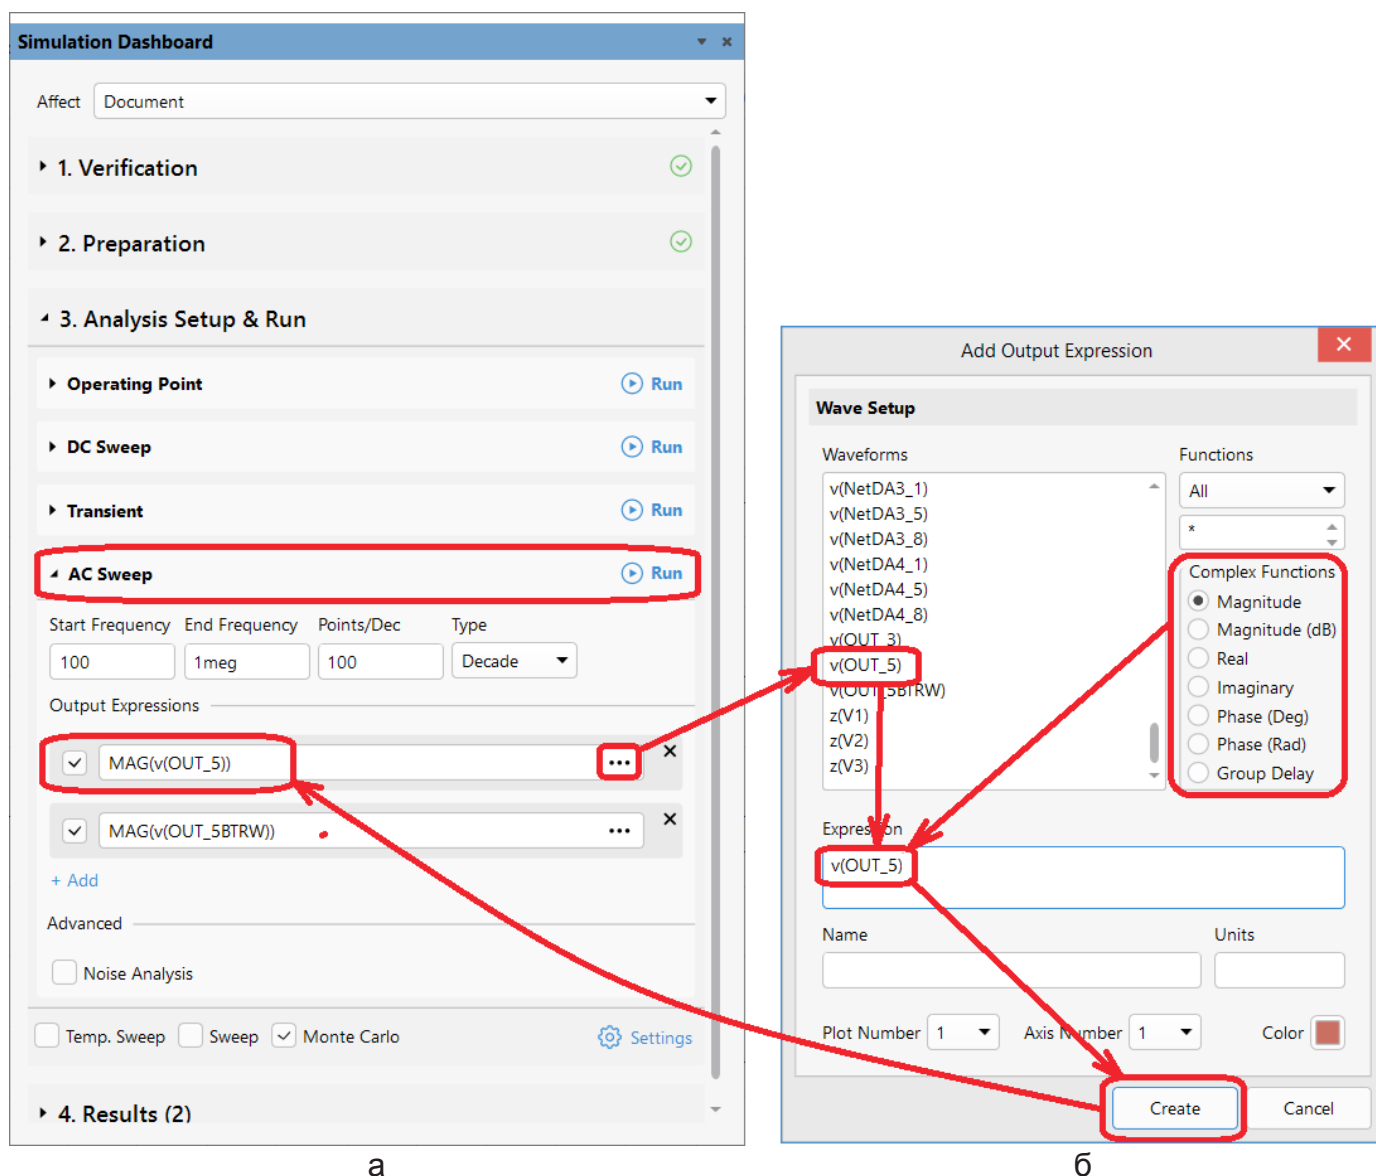 Simulation Dashboard
Affect Document
1. Verification
2. Preparation
3. Analysis Setup & Run
Operating Point Run
DC Sweep Run
Transient Run
AC Sweep Run
Start Frequency End Frequency Points/Dec Type
100 1meg 100 Decade
Output Expressions
MAG(v(OUT_5)) •••
MAG(v(OUT_5BTRW)) •••
+ Add
Advanced
Noise Analysis
Temp. Sweep Sweep Monte Carlo Settings
4. Results (2)
а
Add Output Expression
Wave Setup
Waveforms Functions
v(NetDA3_1)
v(NetDA3_5)
v(NetDA3_8)
v(NetDA4_1)
v(NetDA4_5)
v(NetDA4_8)
v(OUT_3)
v(OUT_5)
v(OUT_5BTRW)
z(V1)
z(V2)
z(V3)
All
*
Complex Functions
Magnitude
Magnitude (dB)
Real
Imaginary
Phase (Deg)
Phase (Rad)
Group Delay
Expression
v(OUT_5)
Name Units
Plot Number 1 Axis Number 1 Color
Create Cancel
б